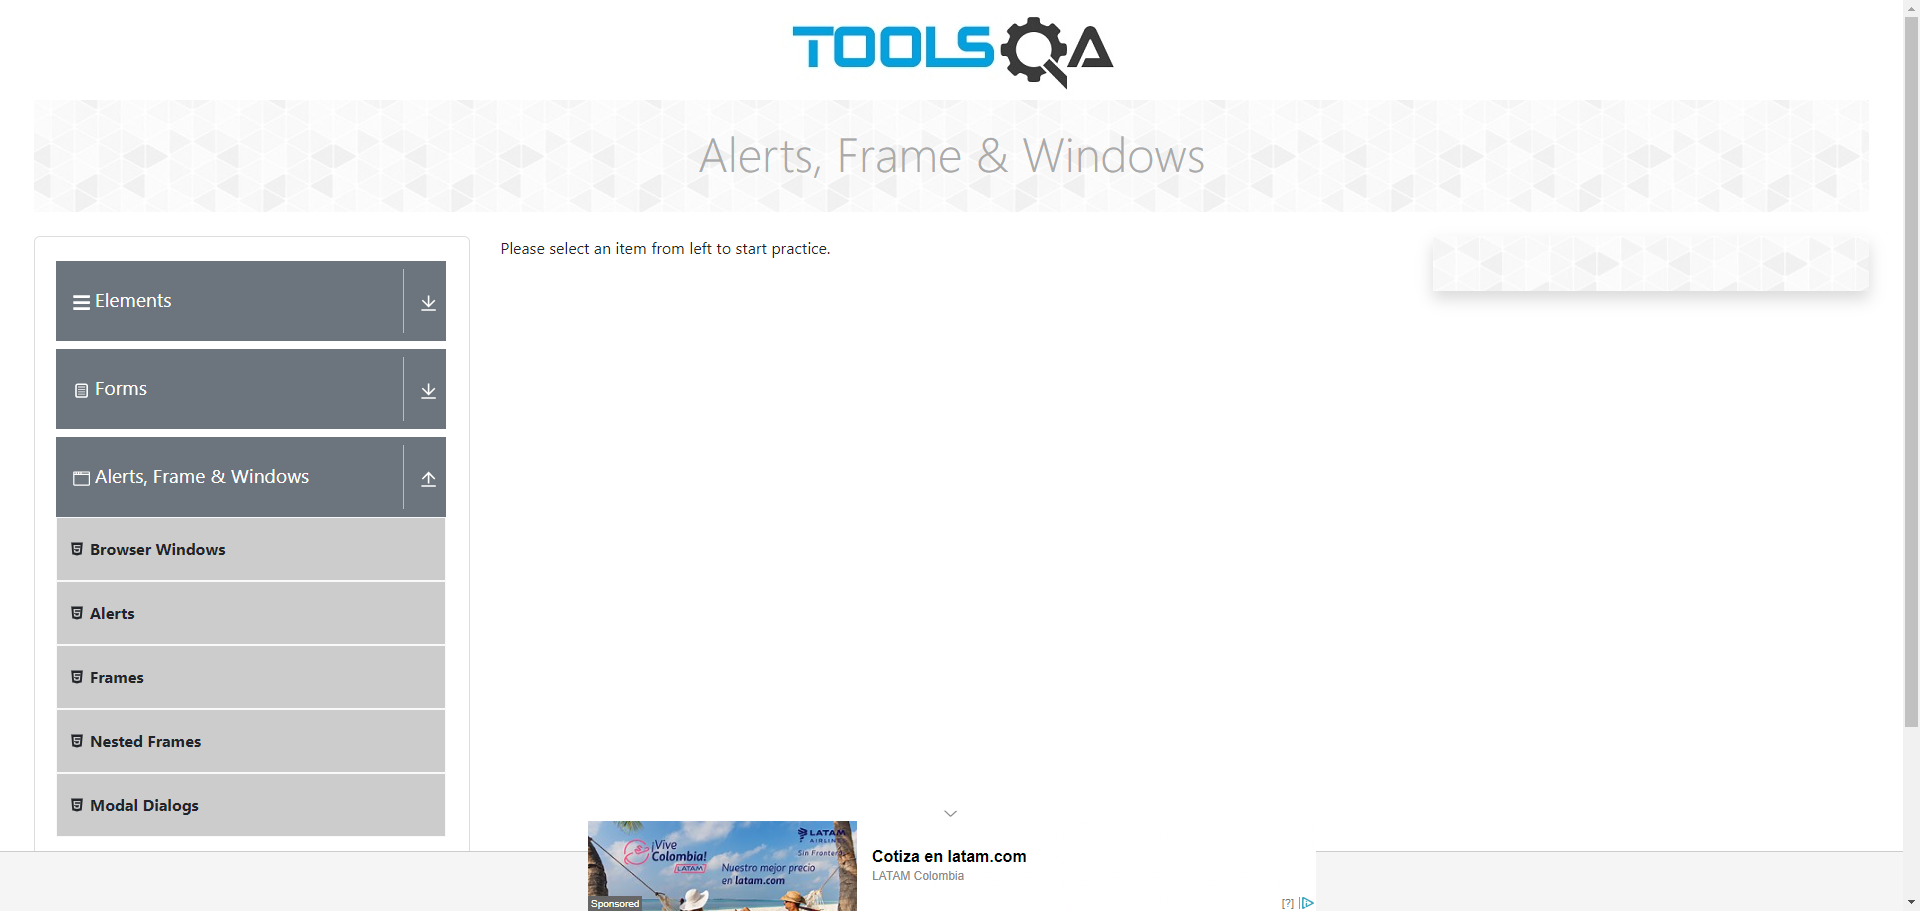 TOOLSQA
Alerts, Frame & Windows
Elements
Forms
Alerts, Frame & Windows
Browser Windows
Alerts
Frames
Nested Frames
Modal Dialogs
Please select an item from left to start practice.
¡Vive
Colombia!
LATAM
LATAM
AIRLINES
Sin Fronteras
Nuestro mejor precio
en latam.com
Sponsored
Cotiza en latam.com
LATAM Colombia
[?]